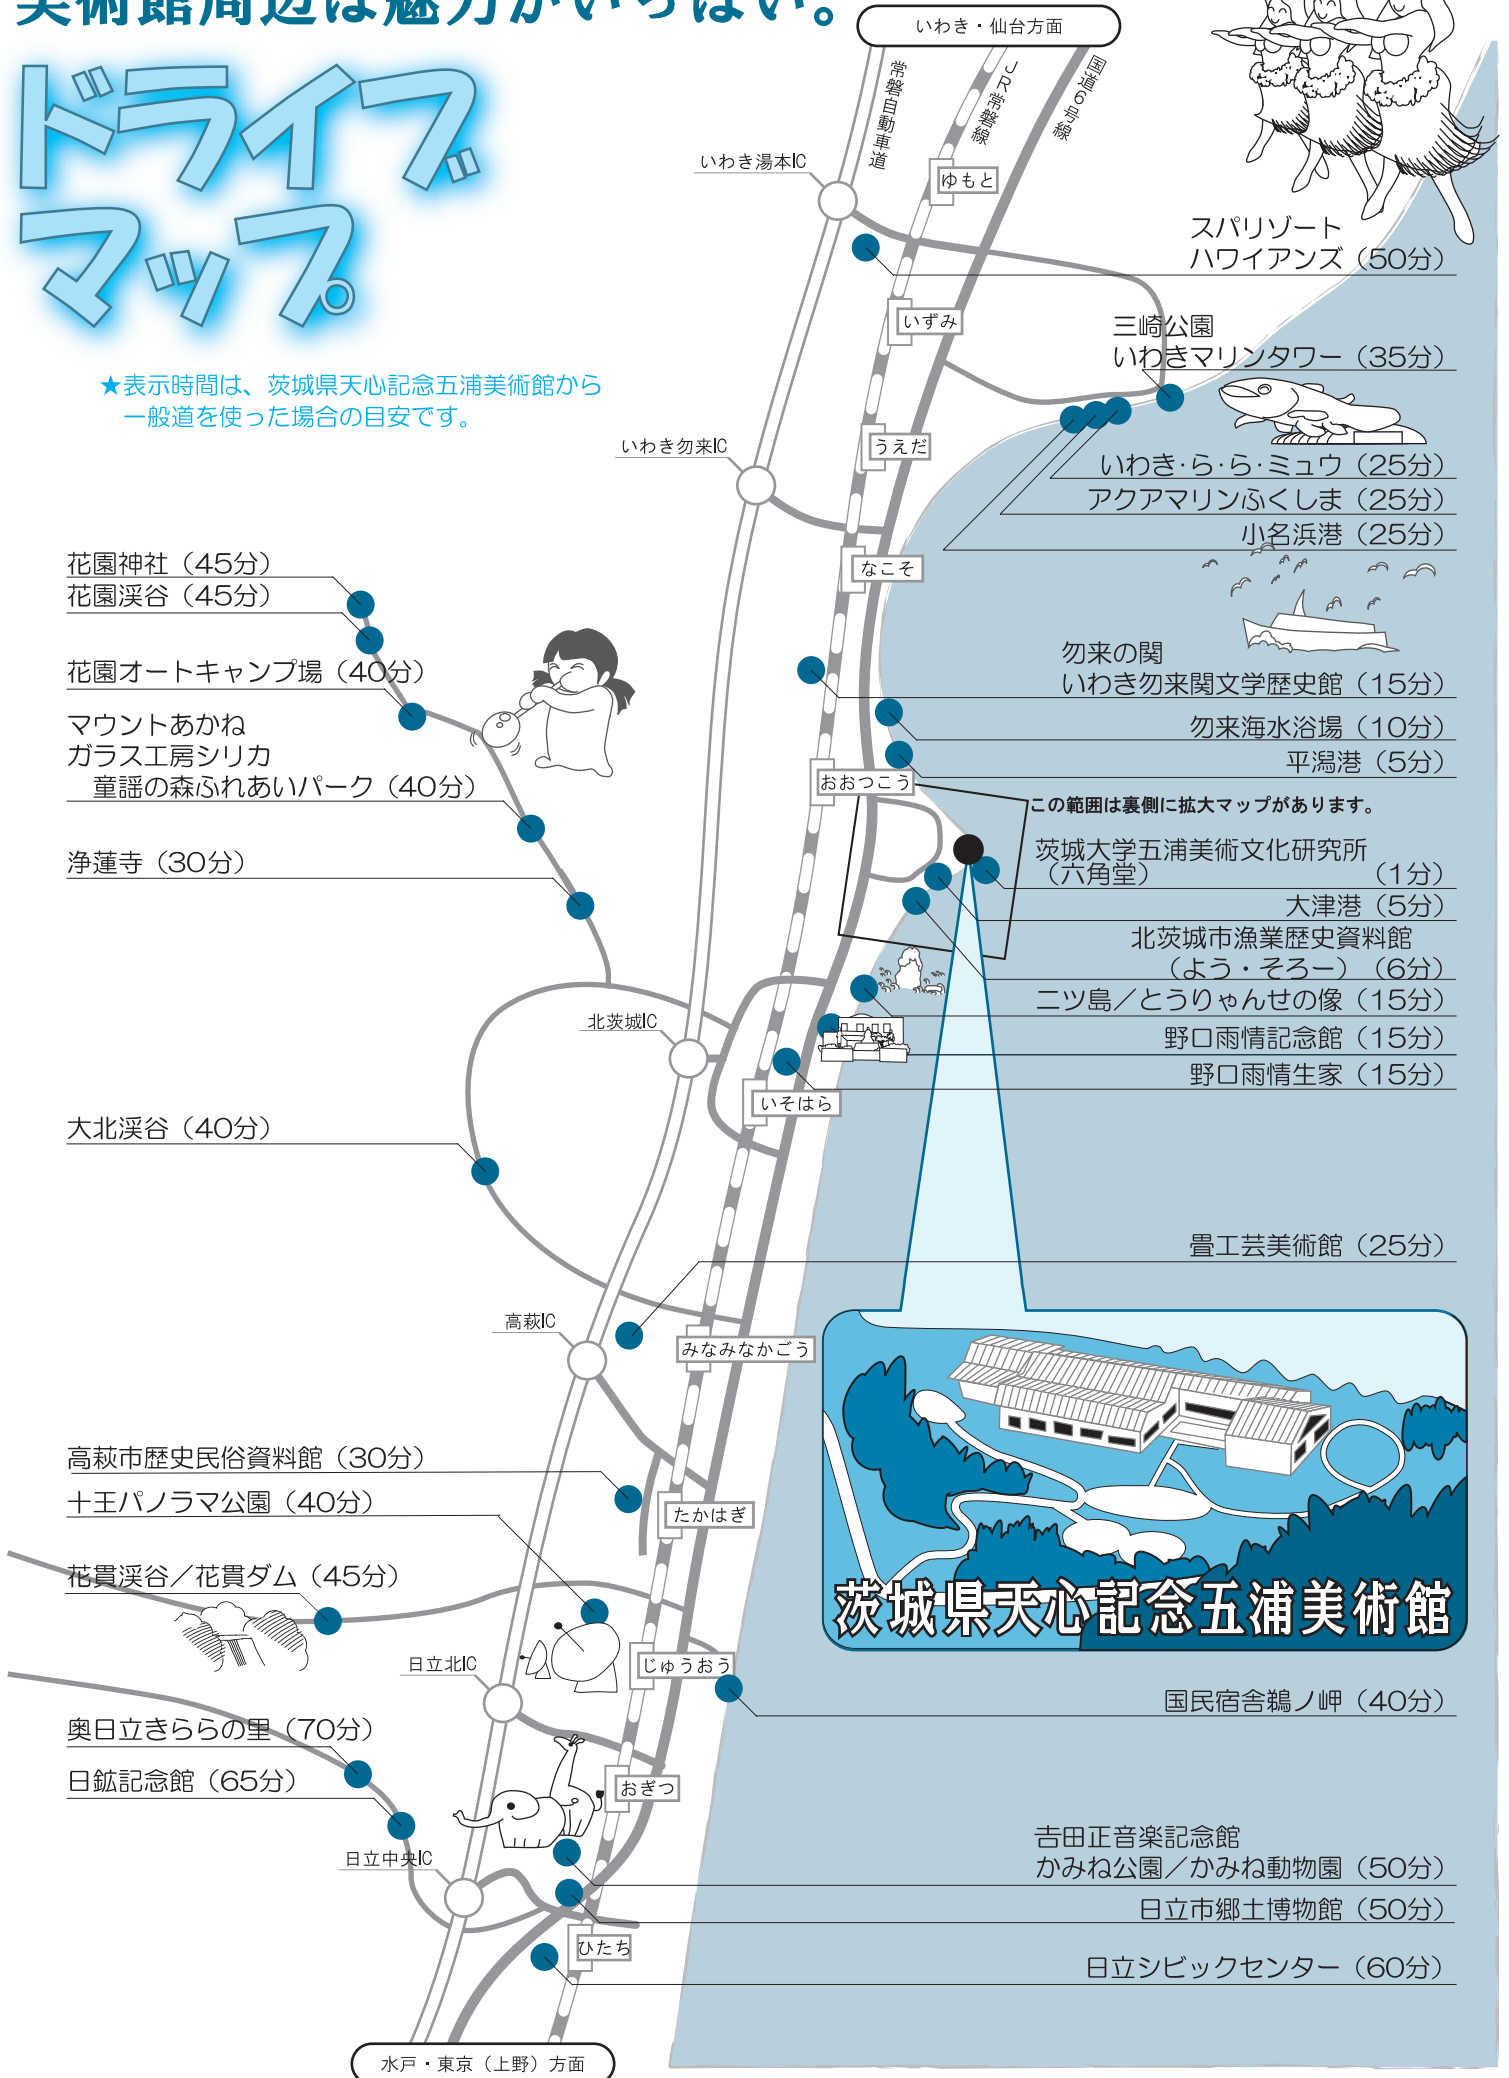 美術館周辺は魅力がいっぱい。
ドライブ
マップ
★表示時間は、茨城県天心記念五浦美術館から
一般道を使った場合の目安です。
いわき・仙台方面
常磐自動車道
JR常磐線
国道6号線
いわき湯本IC
ゆもと
スパリゾート
ハワイアンズ（50分）
いずみ
三崎公園
いわきマリンタワー（35分）
いわき勿来IC
うえだ
いわき・ら・ら・ミュウ（25分）
アクアマリンふくしま（25分）
小名浜港（25分）
なこそ
花園神社（45分）
花園渓谷（45分）
花園オートキャンプ場（40分）
マウントあかね
ガラス工房シリカ
童謡の森ふれあいパーク（40分）
浄蓮寺（30分）
勿来の関
いわき勿来関文学歴史館（15分）
勿来海水浴場（10分）
平潟港（5分）
おおつこう
この範囲は裏側に拡大マップがあります。
茨城大学五浦美術文化研究所
（六角堂）（1分）
大津港（5分）
北茨城市漁業歴史資料館
（よう・そろー）（6分）
二ツ島／とうりゃんせの像（15分）
野口雨情記念館（15分）
野口雨情生家（15分）
北茨城IC
いそはら
大北渓谷（40分）
畳工芸美術館（25分）
高萩IC
みなみなかごう
高萩市歴史民俗資料館（30分）
十王パノラマ公園（40分）
たかはぎ
花貫渓谷／花貫ダム（45分）
茨城県天心記念五浦美術館
日立北IC
じゅうおう
国民宿舎鵜ノ岬（40分）
奥日立きららの里（70分）
日鉱記念館（65分）
おぎつ
日立中央IC
吉田正音楽記念館
かみね公園／かみね動物園（50分）
日立市郷土博物館（50分）
ひたち
日立シビックセンター（60分）
水戸・東京（上野）方面